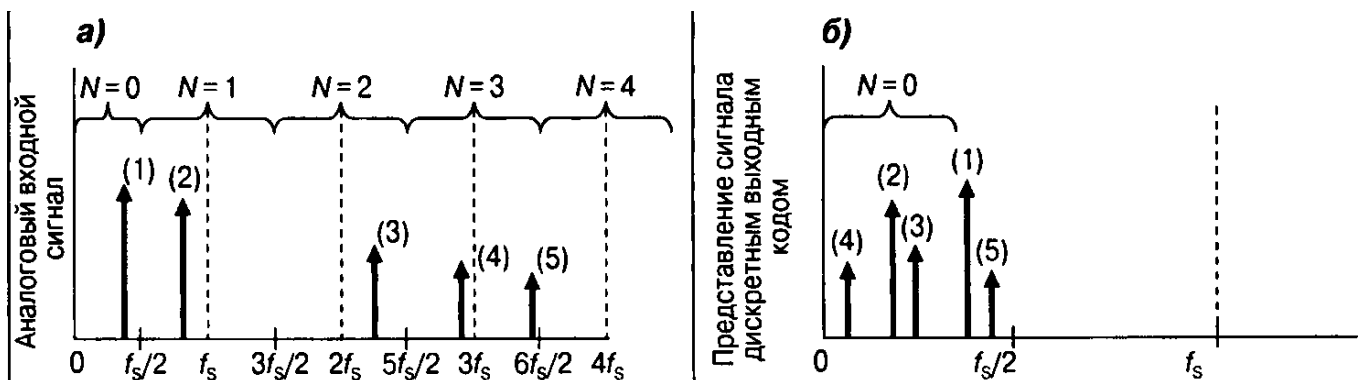 а)
Аналоговый входной
сигнал
N = 0
N = 1
N = 2
N = 3
N = 4
(1)
(2)
(3)
(4)
(5)
0
fs/2
fs
3fs/2
2fs
5fs/2
3fs
6fs/2
4fs
б)
Представление сигнала
дискретным выходным
кодом
N = 0
(4)
(2)
(3)
(1)
(5)
0
fs/2
fs